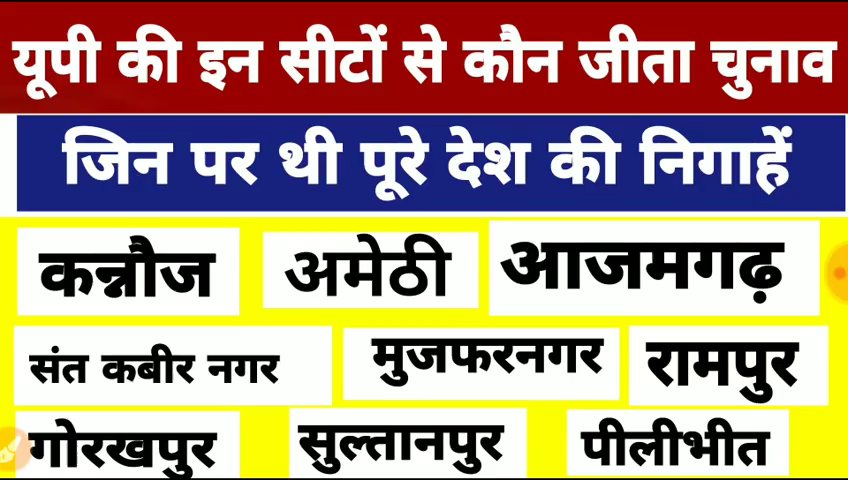 यूपी की इन सीटों से कौन जीता चुनाव
जिन पर थी पूरे देश की निगाहें
कन्नौज अमेठी आजमगढ़
संत कबीर नगर मुजफरनगर रामपुर
गोरखपुर सुल्तानपुर पीलीभीत